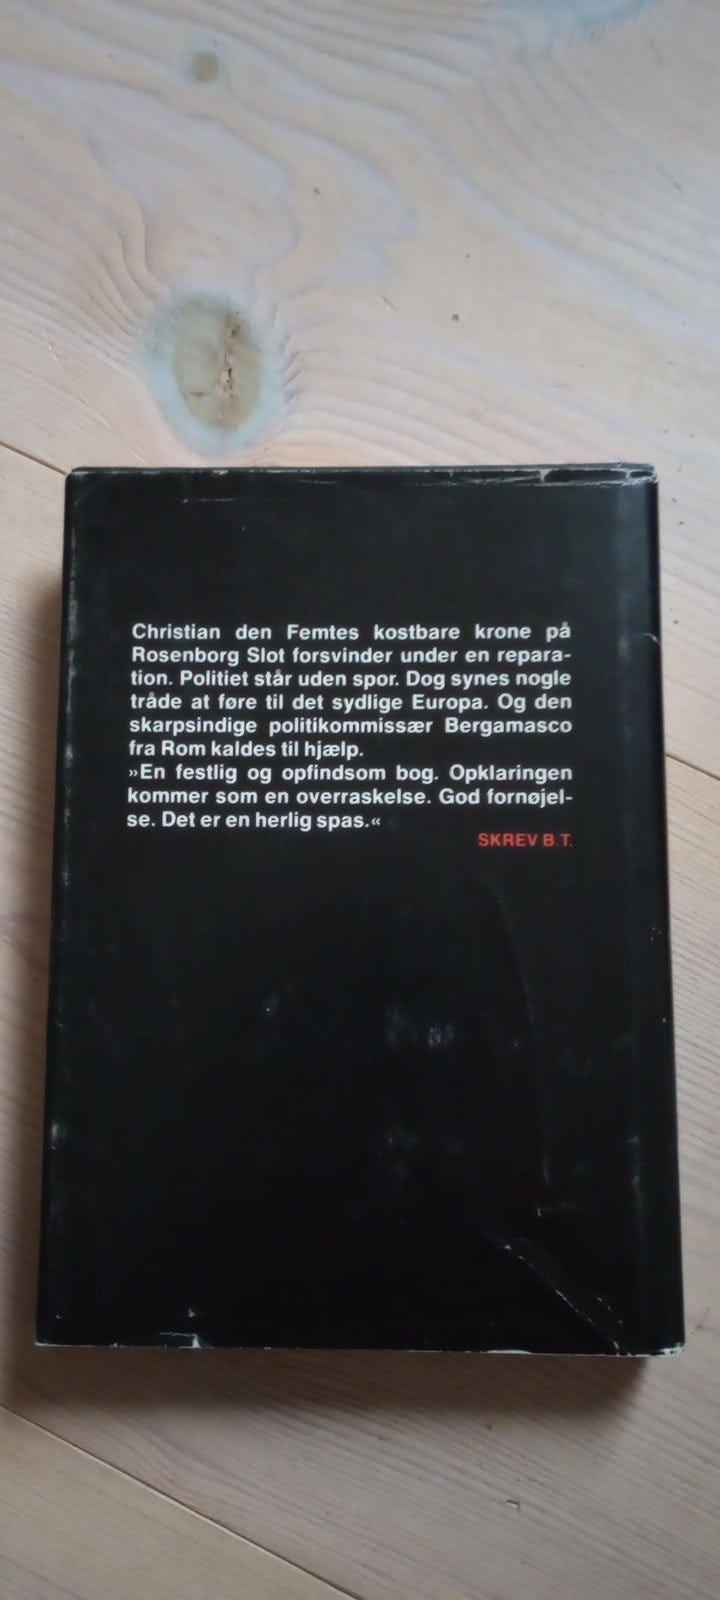 Christian den Femtes kostbare krone på
Rosenborg Slot forsvinder under en repara-
tion. Politiet står uden spor. Dog synes nogle
tråde at føre til det sydlige Europa. Og den
skarpsindige politikommissær Bergamasco
fra Rom kaldes til hjælp.
»En festlig og opfindsom bog. Opklaringen
kommer som en overraskelse. God fornøjel-
se. Det er en herlig spas.«
SKREV B.T.